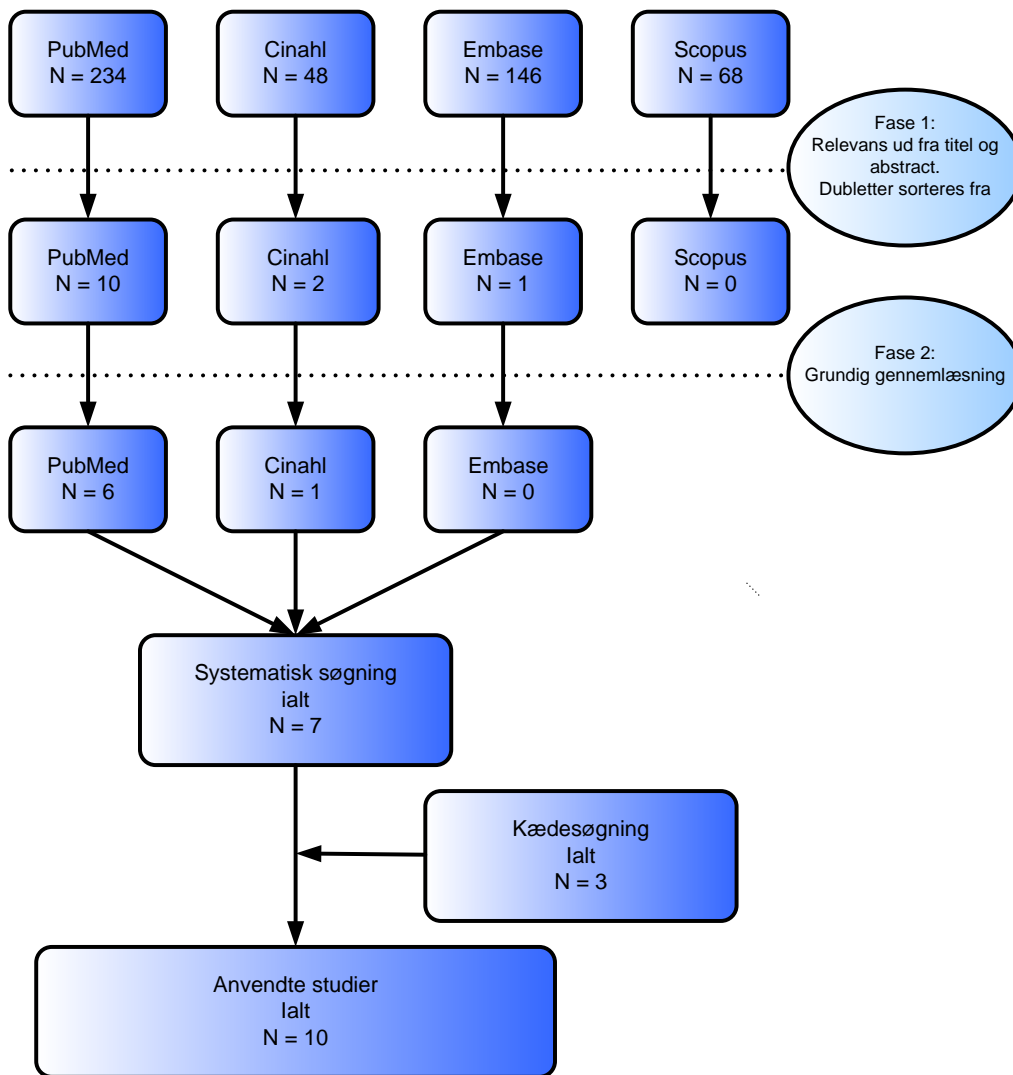 PubMed
N = 234
Cinahl
N = 48
Embase
N = 146
Scopus
N = 68
Fase 1:
Relevans ud fra titel og
abstract.
Dubletter sorteres fra
PubMed
N = 10
Cinahl
N = 2
Embase
N = 1
Scopus
N = 0
Fase 2:
Grundig gennemlæsning
PubMed
N = 6
Cinahl
N = 1
Embase
N = 0
Systematisk søgning
ialt
N = 7
Kædesøgning
Ialt
N = 3
Anvendte studier
Ialt
N = 10